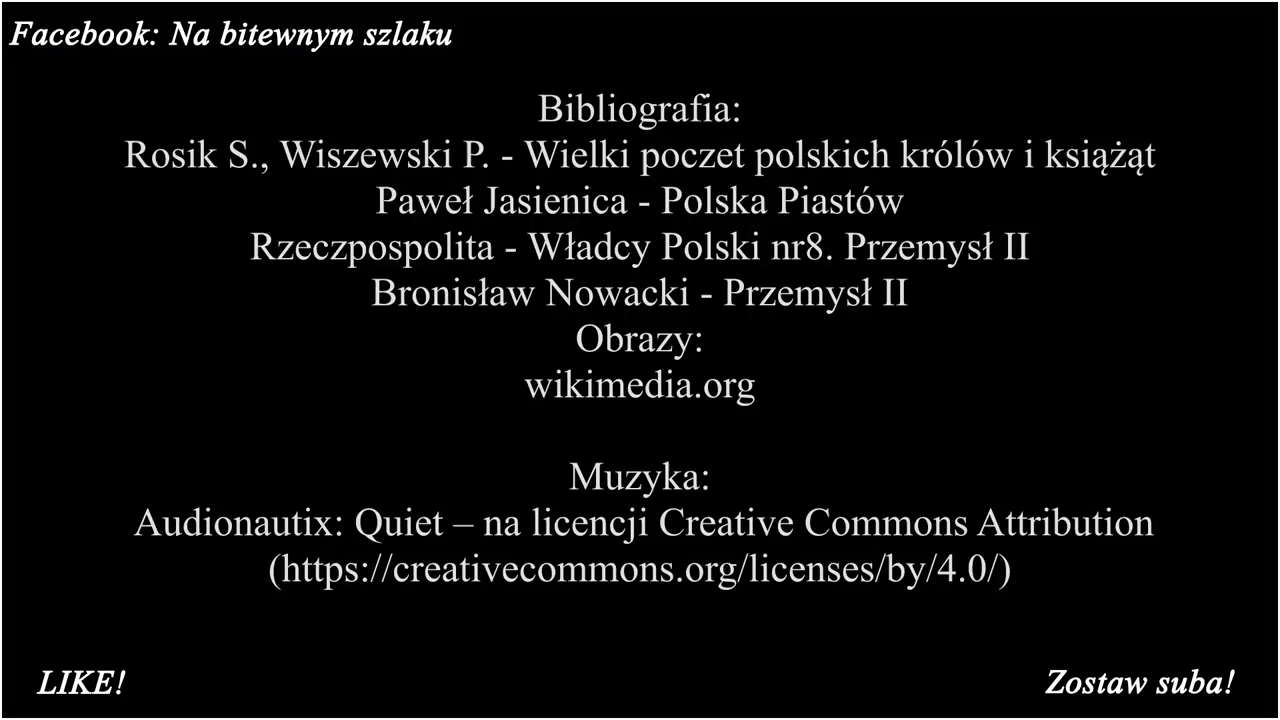 Facebook: Na bitewnym szlaku
Bibliografia:
Rosik S., Wiszewski P. - Wielki poczet polskich królów i książąt
Paweł Jasienica - Polska Piastów
Rzeczpospolita - Władcy Polski nr8. Przemysł II
Bronisław Nowacki - Przemysł II
Obrazy:
wikimedia.org
Muzyka:
Audionautix: Quiet – na licencji Creative Commons Attribution
(https://creativecommons.org/licenses/by/4.0/)
LIKE!
Zostaw suba!